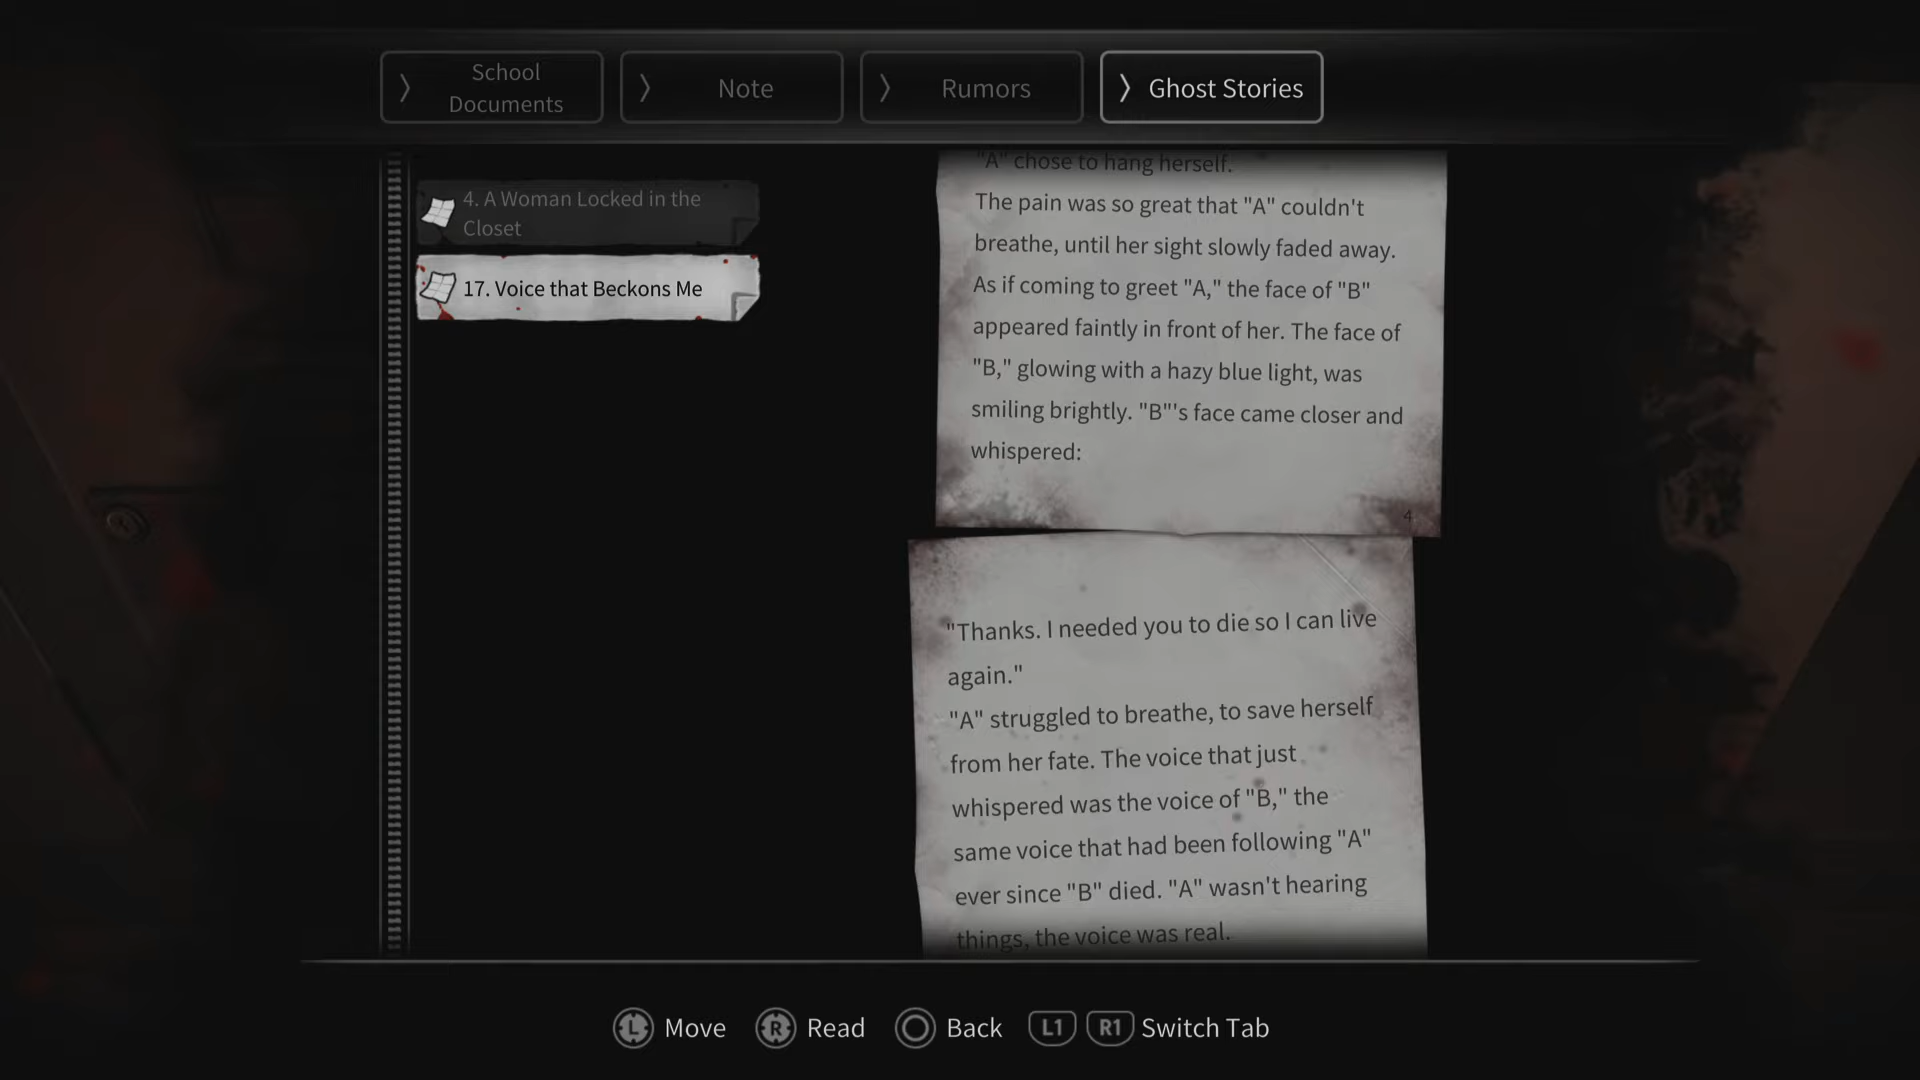 School
Documents
Note
Rumors
Ghost Stories
4. A Woman Locked in the
Closet
17. Voice that Beckons Me
"A" chose to hang herself.
The pain was so great that "A" couldn't
breathe, until her sight slowly faded away.
As if coming to greet "A," the face of "B"
appeared faintly in front of her. The face of
"B," glowing with a hazy blue light, was
smiling brightly. "B"'s face came closer and
whispered:
4
"Thanks. I needed you to die so I can live
again."
"A" struggled to breathe, to save herself
from her fate. The voice that just
whispered was the voice of "B," the
same voice that had been following "A"
ever since "B" died. "A" wasn't hearing
things, the voice was real.
L Move R Read Back L1 R1 Switch Tab